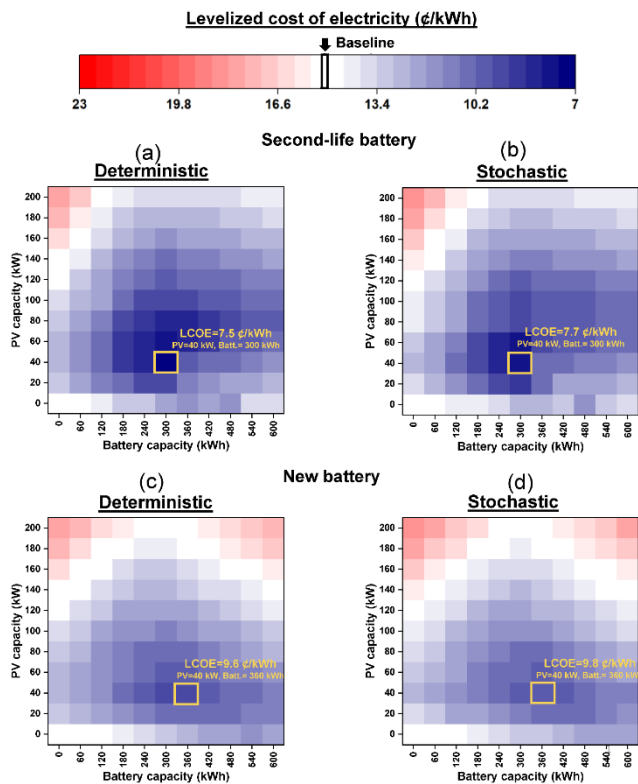 Levelized cost of electricity (¢/kWh)
Baseline
23 19.8 16.6 13.4 10.2 7
Second-life battery
(a) (b)
Deterministic Stochastic
PV capacity (kW)
200
180
160
140
120
100
80
60
40
20
0
LCOE=7.5 ¢/kWh
PV=40 kW, Batt.= 300 kWh
0 60 120 180 240 300 360 420 480 540 600
Battery capacity (kWh)
PV capacity (kW)
200
180
160
140
120
100
80
60
40
20
0
LCOE=7.7 ¢/kWh
PV=40 kW, Batt.= 300 kWh
0 60 120 180 240 300 360 420 480 540 600
Battery capacity (kWh)
New battery
(c) (d)
Deterministic Stochastic
PV capacity (kW)
200
180
160
140
120
100
80
60
40
20
0
LCOE=9.6 ¢/kWh
PV=40 kW, Batt.= 360 kWh
0 60 120 180 240 300 360 420 480 540 600
Battery capacity (kWh)
PV capacity (kW)
200
180
160
140
120
100
80
60
40
20
0
LCOE=9.8 ¢/kWh
PV=40 kW, Batt.= 360 kWh
0 60 120 180 240 300 360 420 480 540 600
Battery capacity (kWh)